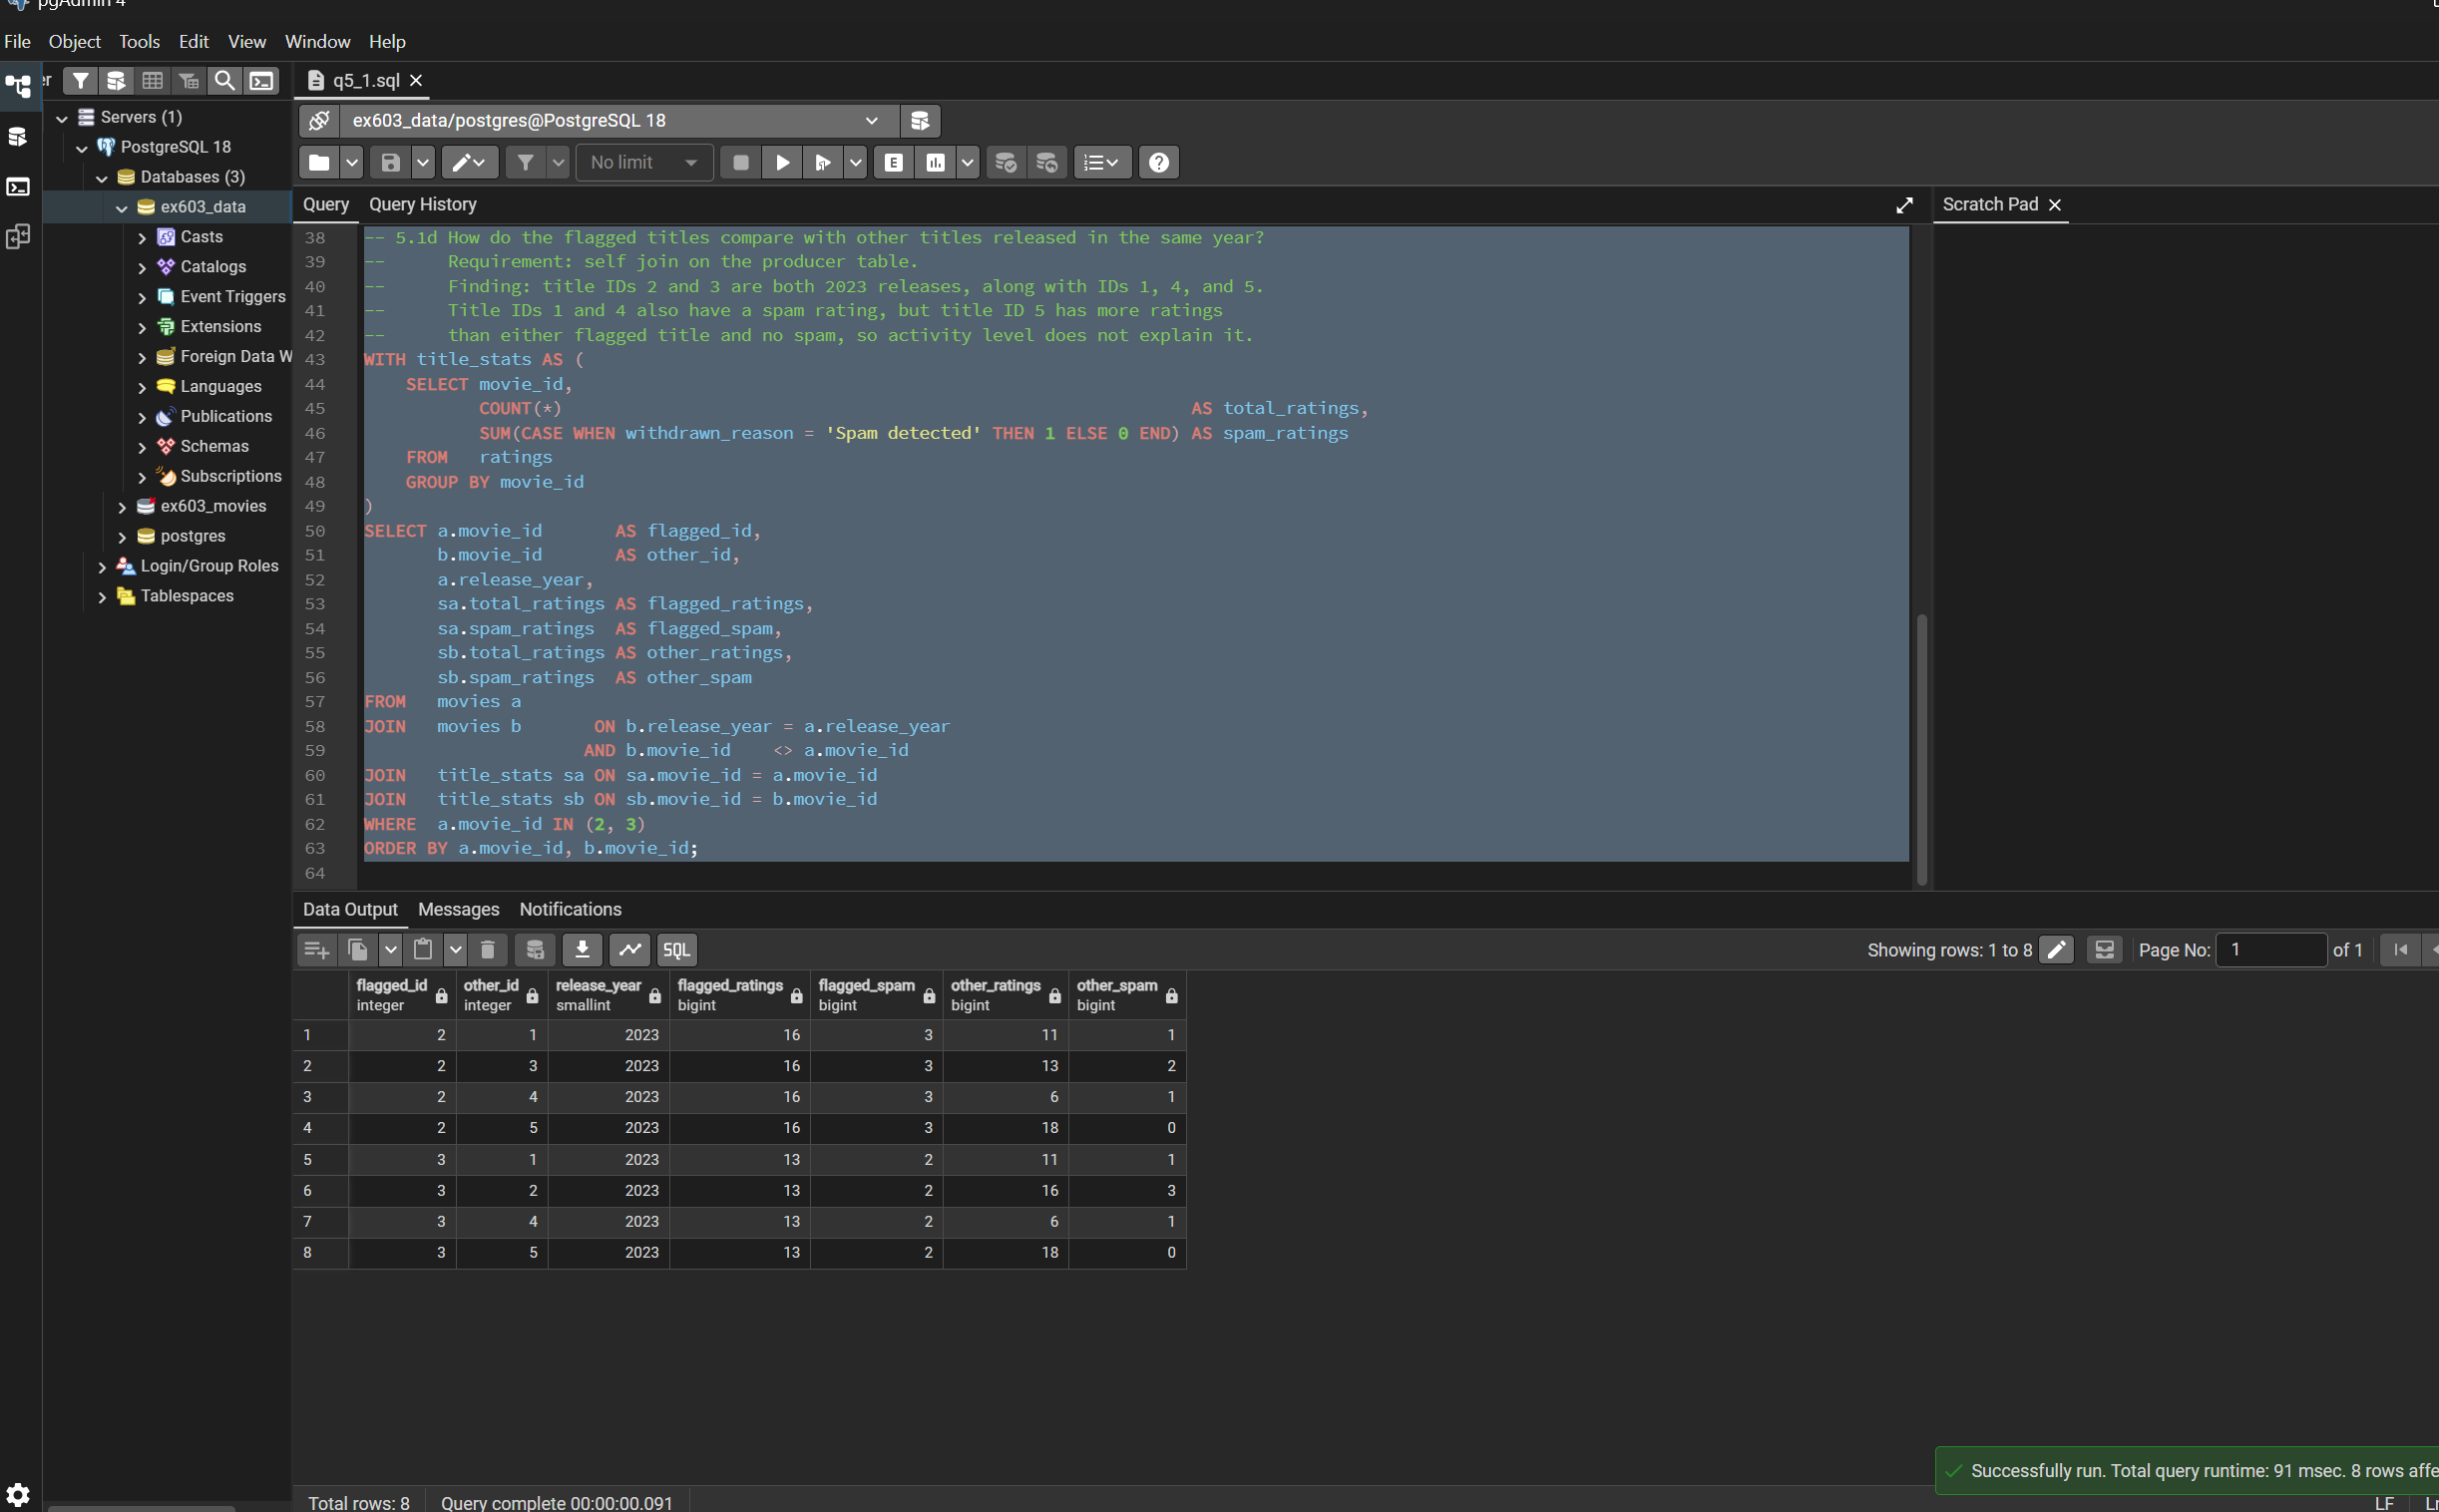 pgAdmin 4
File Object Tools Edit View Window Help
er
q5_1.sql
Servers (1)
PostgreSQL 18
Databases (3)
ex603_data
Casts
Catalogs
Event Triggers
Extensions
Foreign Data W
Languages
Publications
Schemas
Subscriptions
ex603_movies
postgres
Login/Group Roles
Tablespaces
ex603_data/postgres@PostgreSQL 18
No limit
E
Query Query History
Scratch Pad
38 -- 5.1d How do the flagged titles compare with other titles released in the same year?
39 --      Requirement: self join on the producer table.
40 --      Finding: title IDs 2 and 3 are both 2023 releases, along with IDs 1, 4, and 5.
41 --      Title IDs 1 and 4 also have a spam rating, but title ID 5 has more ratings
42 --      than either flagged title and no spam, so activity level does not explain it.
43 WITH title_stats AS (
44     SELECT movie_id,
45            COUNT(*)                                                            AS total_ratings,
46            SUM(CASE WHEN withdrawn_reason = 'Spam detected' THEN 1 ELSE 0 END) AS spam_ratings
47     FROM   ratings
48     GROUP BY movie_id
49 )
50 SELECT a.movie_id       AS flagged_id,
51        b.movie_id       AS other_id,
52        a.release_year,
53        sa.total_ratings AS flagged_ratings,
54        sa.spam_ratings  AS flagged_spam,
55        sb.total_ratings AS other_ratings,
56        sb.spam_ratings  AS other_spam
57 FROM   movies a
58 JOIN   movies b       ON b.release_year = a.release_year
59                      AND b.movie_id    <> a.movie_id
60 JOIN   title_stats sa ON sa.movie_id = a.movie_id
61 JOIN   title_stats sb ON sb.movie_id = b.movie_id
62 WHERE  a.movie_id IN (2, 3)
63 ORDER BY a.movie_id, b.movie_id;
64
Data Output Messages Notifications
SQL
Showing rows: 1 to 8 Page No: 1 of 1
flagged_id other_id release_year flagged_ratings flagged_spam other_ratings other_spam
integer integer smallint bigint bigint bigint bigint
1 2 1 2023 16 3 11 1
2 2 3 2023 16 3 13 2
3 2 4 2023 16 3 6 1
4 2 5 2023 16 3 18 0
5 3 1 2023 13 2 11 1
6 3 2 2023 13 2 16 3
7 3 4 2023 13 2 6 1
8 3 5 2023 13 2 18 0
Successfully run. Total query runtime: 91 msec. 8 rows affe
Total rows: 8 Query complete 00:00:00.091
LF Ln